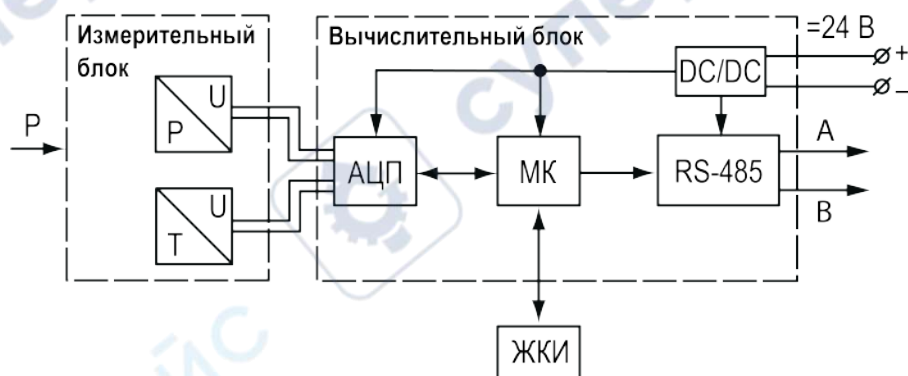 Измерительный
блок
Вычислительный блок
=24 В
+
DC/DC
–
P
U
P
A
АЦП
МК
RS-485
U
T
B
ЖКИ